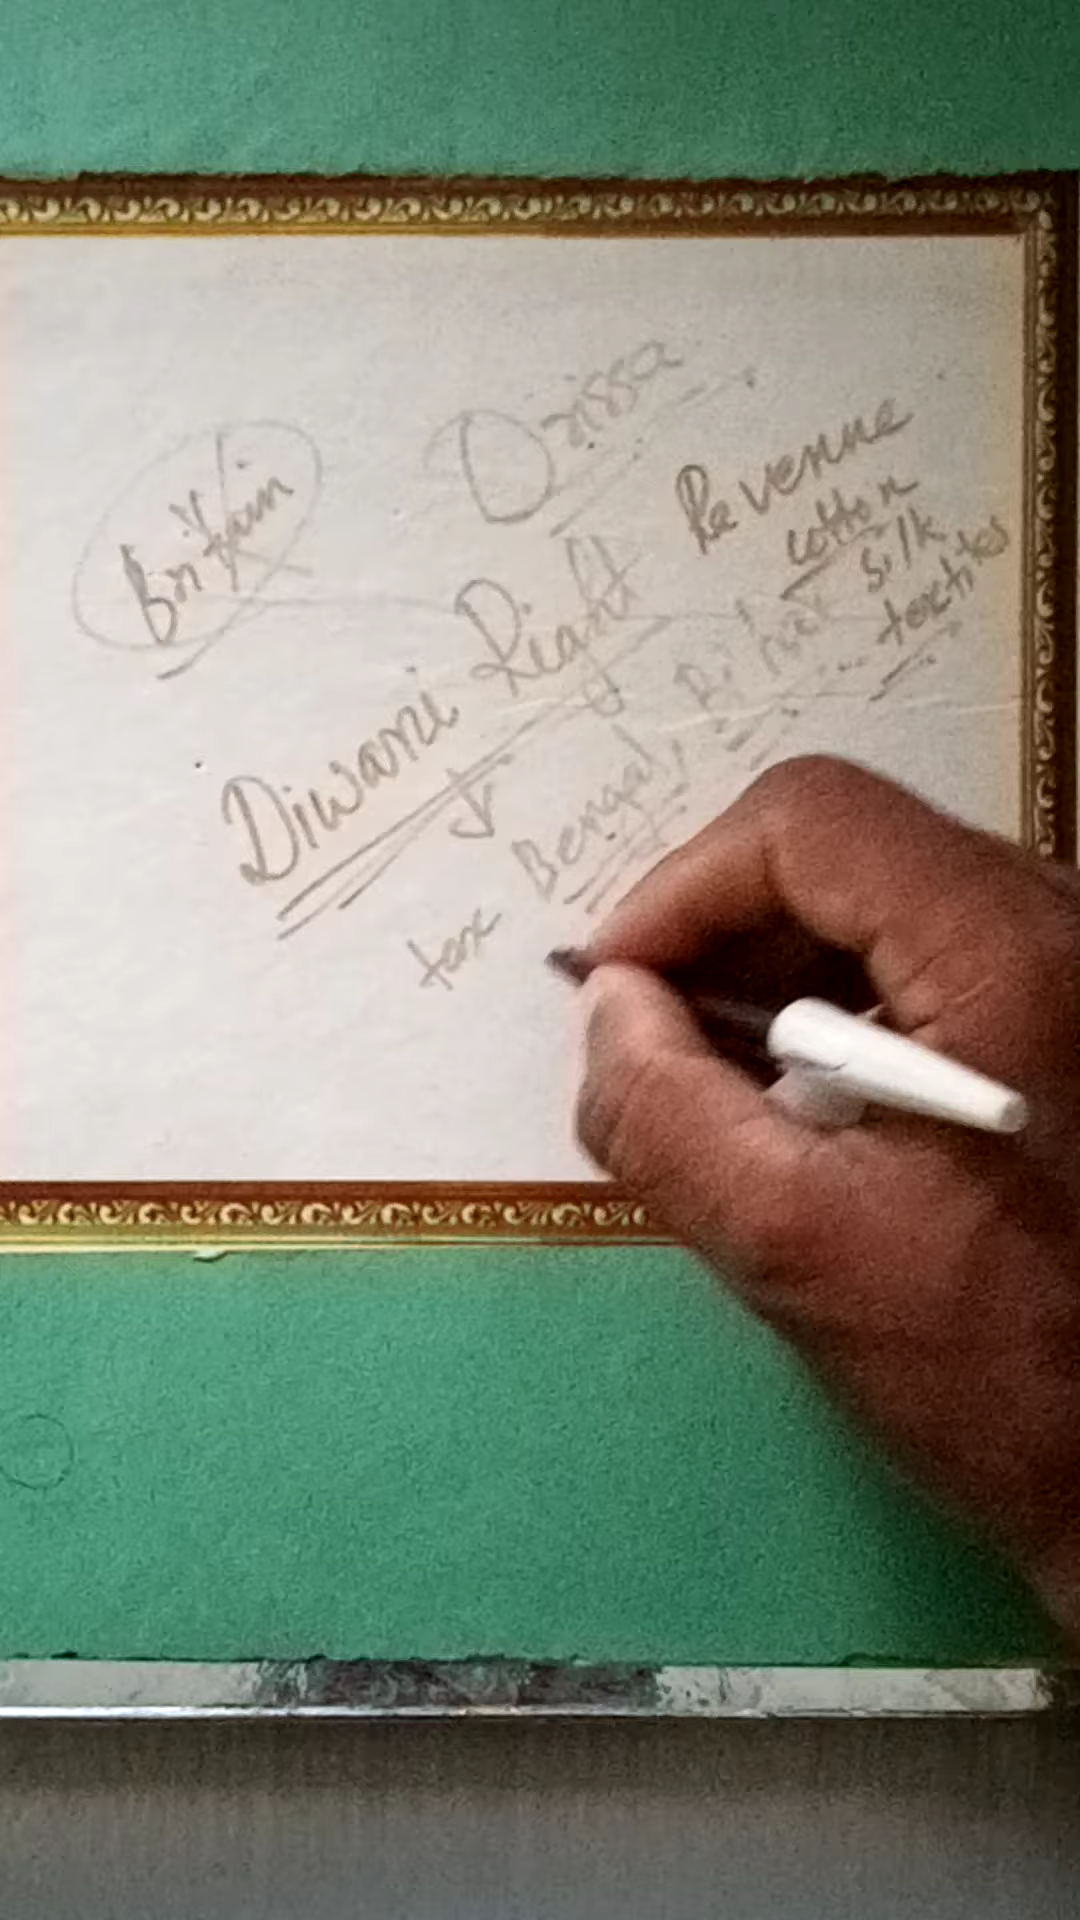 Britain
Orissa
Diwani Right
Revenue
cotton
silk
textiles
Bengal, Bihar
tax